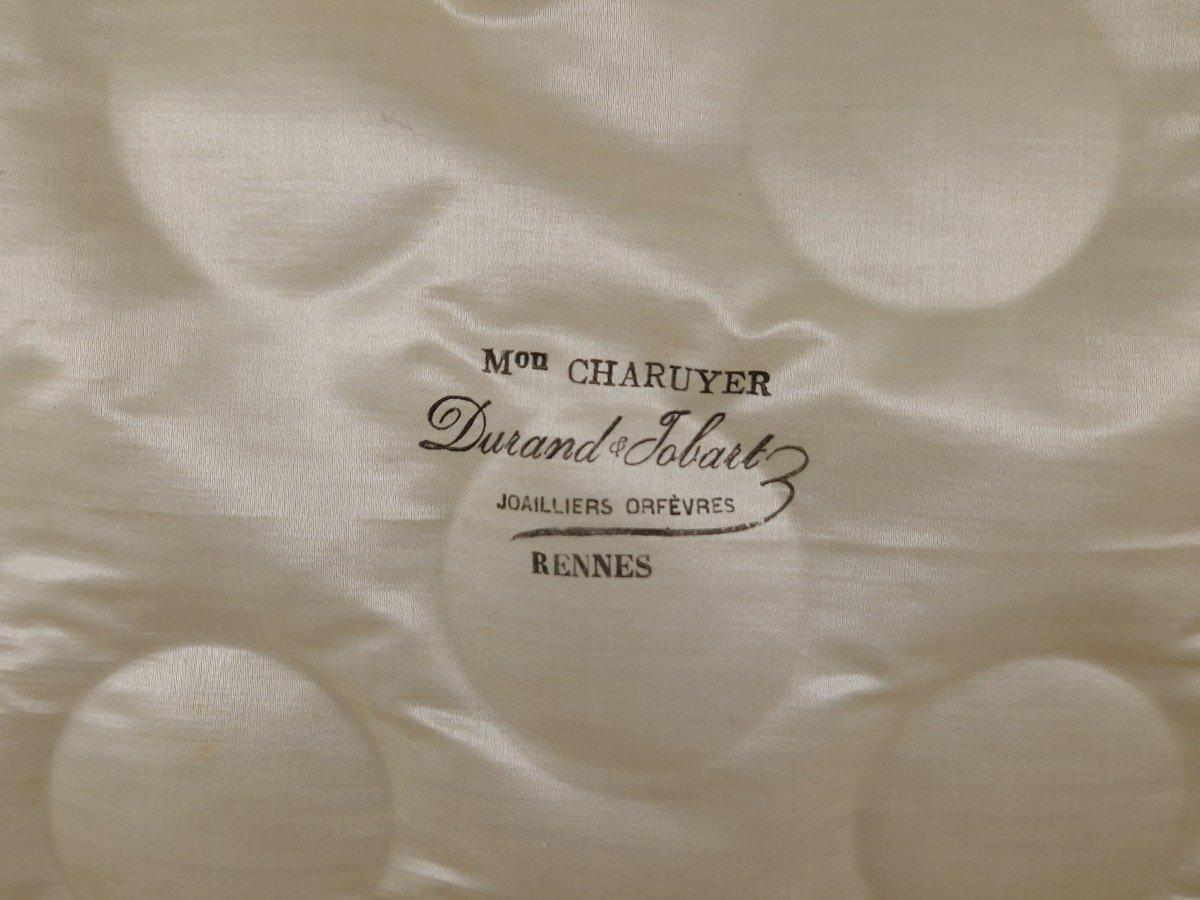 Mon CHARUYER
Durand & Jobart
JOAILLIERS ORFÈVRES
RENNES